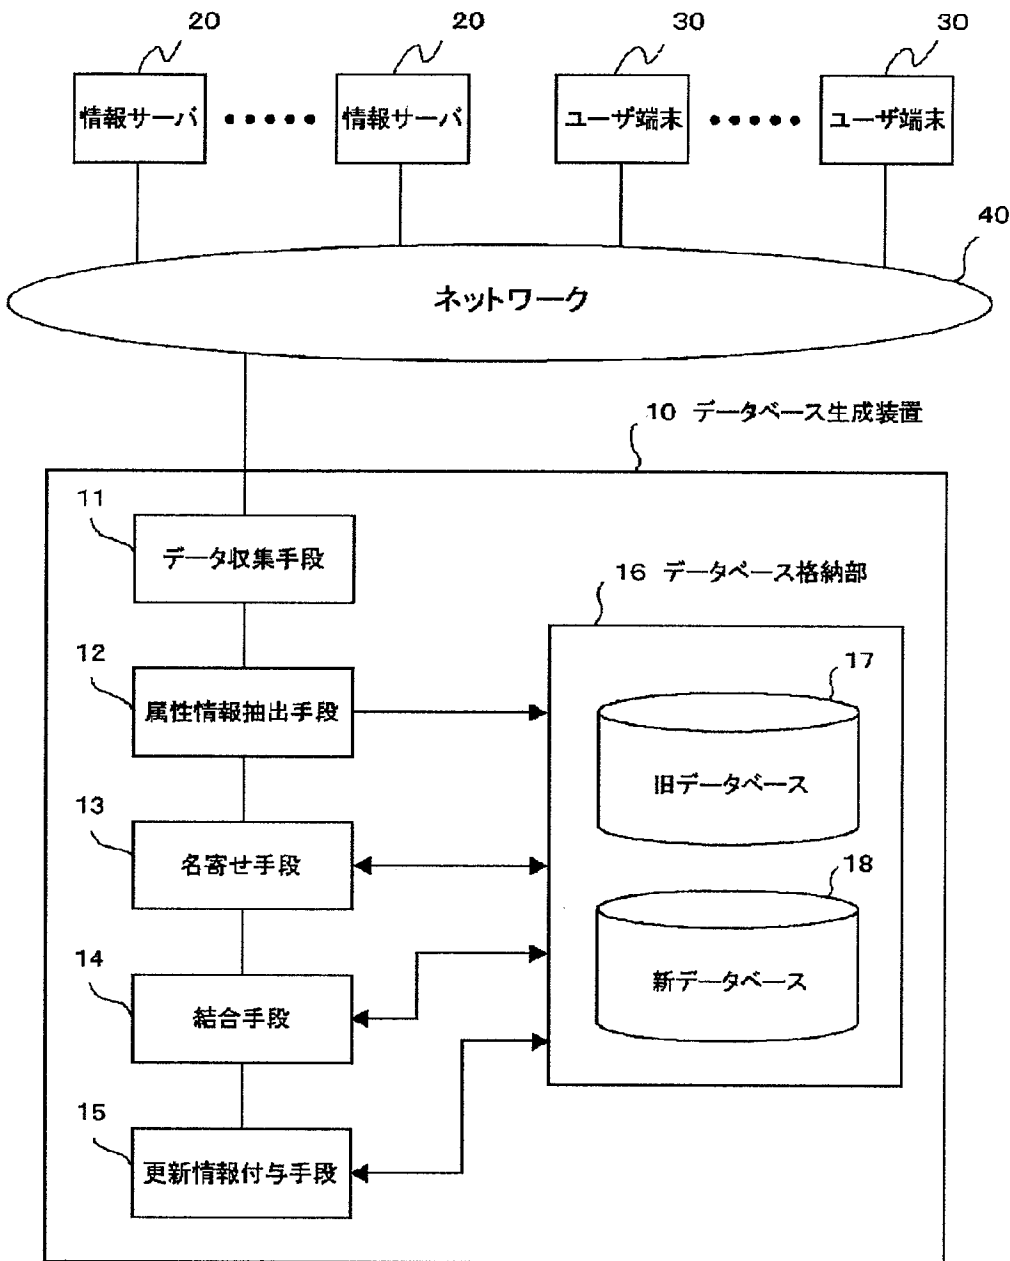 20
20
30
30
情報サーバ
情報サーバ
ユーザ端末
ユーザ端末
40
ネットワーク
10 データベース生成装置
11
データ収集手段
16 データベース格納部
12
属性情報抽出手段
17
旧データベース
13
名寄せ手段
18
新データベース
14
結合手段
15
更新情報付与手段